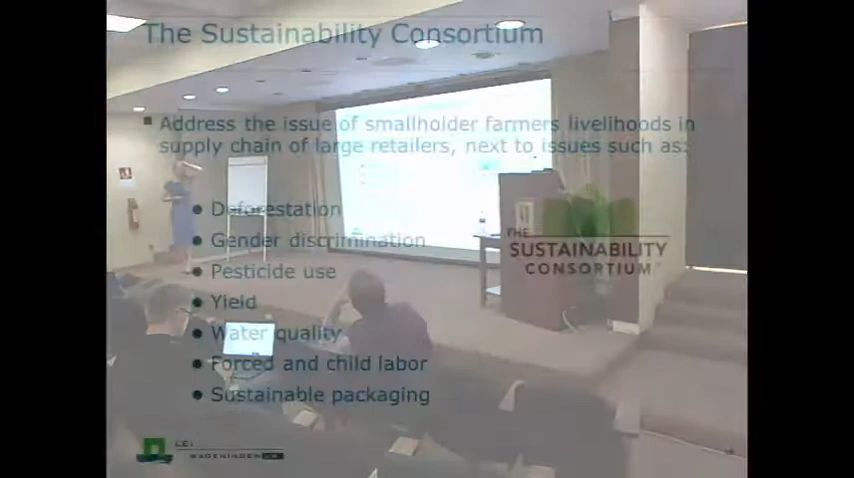 The Sustainability Consortium
Address the issue of smallholder farmers livelihoods in
supply chain of large retailers, next to issues such as:
Deforestation
Gender discrimination
Pesticide use
Yield
Water quality
Forced and child labor
Sustainable packaging
THE
SUSTAINABILITY
CONSORTIUM
LEI
WAGENINGEN UR